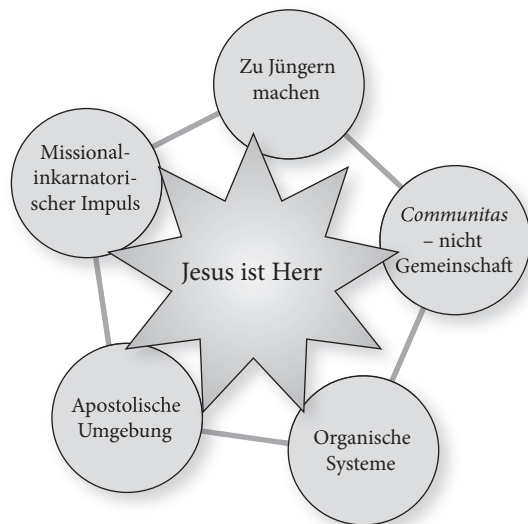 Zu Jüngern
machen
Missional-
inkarnatori-
scher Impuls
Communitas
– nicht
Gemeinschaft
Jesus ist Herr
Apostolische
Umgebung
Organische
Systeme